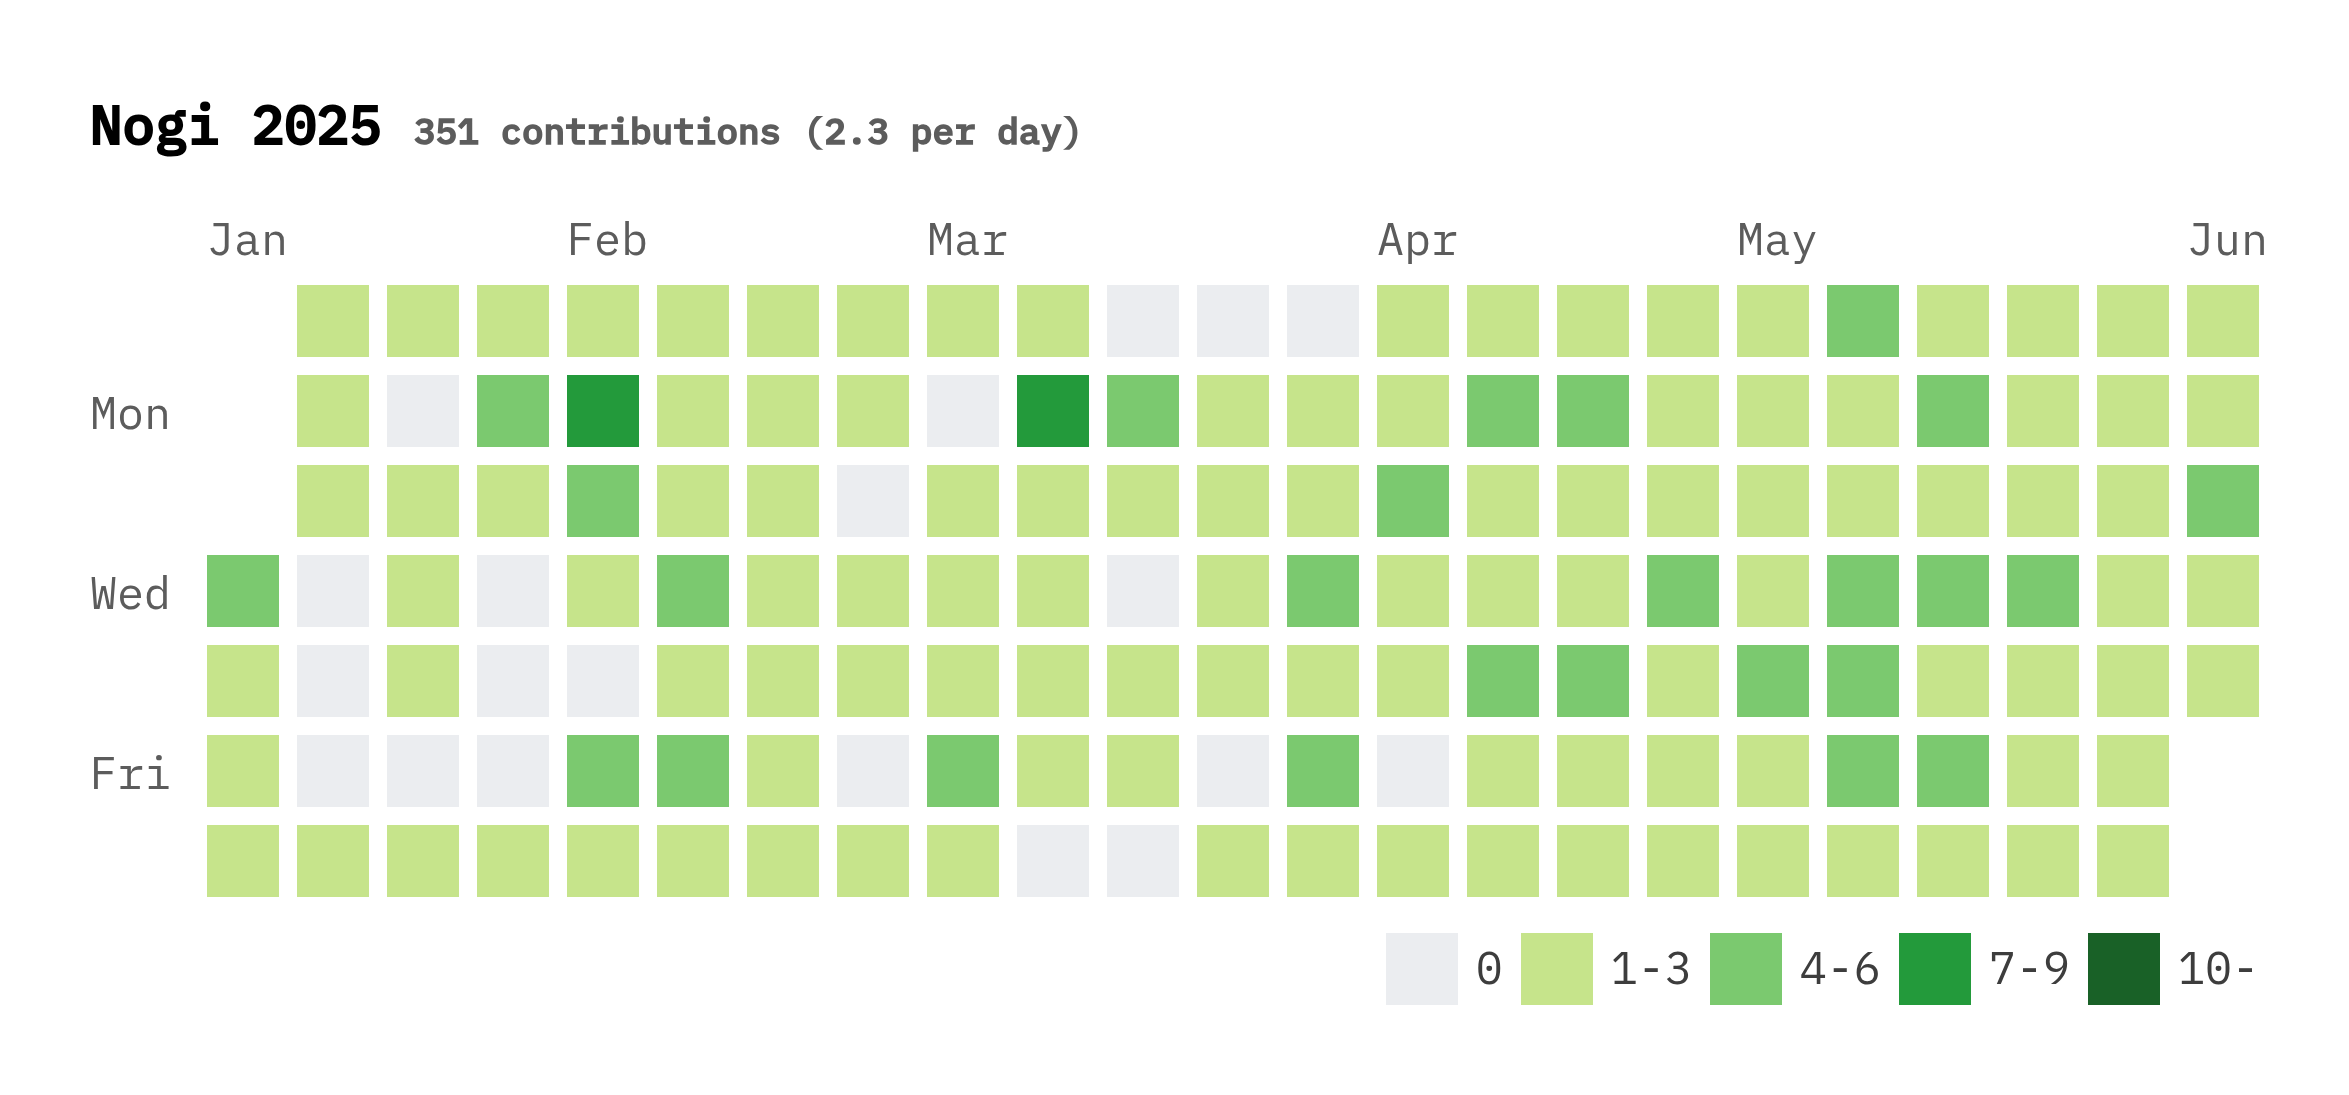 Nogi 2025 351 contributions (2.3 per day)
Jan Feb Mar Apr May Jun
Mon
Wed
Fri
0 1-3 4-6 7-9 10-